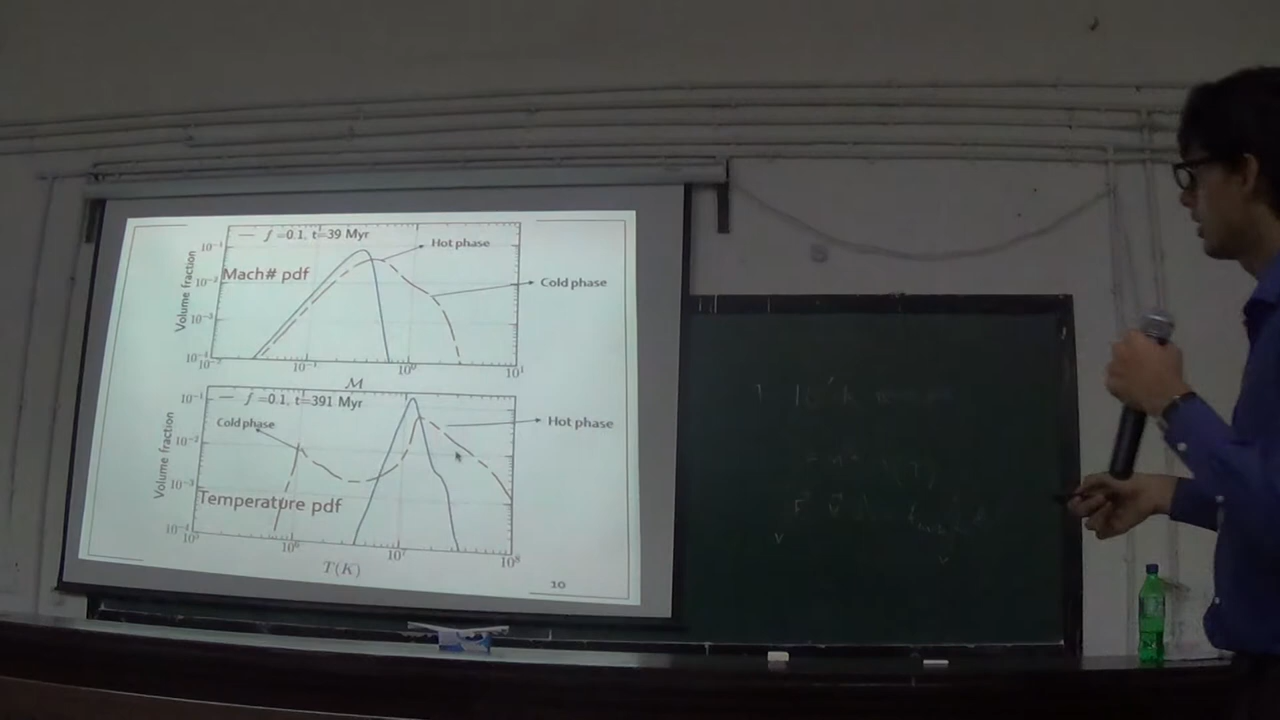 f =0.1, t=39 Myr
Hot phase
Mach# pdf
Cold phase
Volume fraction
10⁻¹
10⁻²
10⁻³
10⁻⁴
10⁻²
10⁻¹
10⁰
10¹
M
f =0.1, t=391 Myr
Cold phase
Hot phase
Volume fraction
10⁻¹
10⁻²
10⁻³
10⁻⁴
Temperature pdf
10⁵
10⁶
10⁷
10⁸
T(K)
10